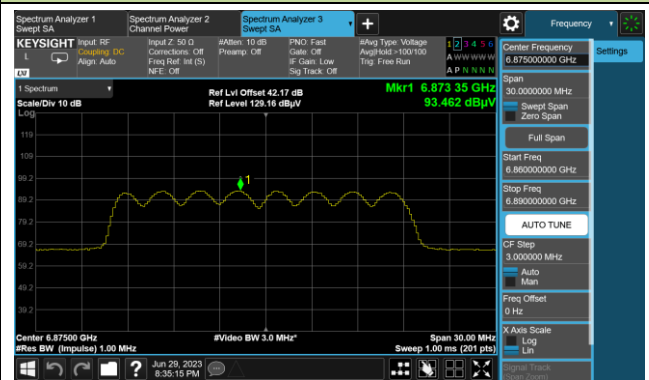 Spectrum Analyzer 1
Swept SA
Spectrum Analyzer 2
Channel Power
Spectrum Analyzer 3
Swept SA
Frequency
KEYSIGHT
L
LXI
Input: RF
Coupling: DC
Align: Auto
Input Z: 50 Ω
Corrections: Off
Freq Ref: Int (S)
NFE: Off
#Atten: 10 dB
Preamp: Off
PNO: Fast
Gate: Off
IF Gain: Low
Sig Track: Off
#Avg Type: Voltage
Avg|Hold:>100/100
Trig: Free Run
1 2 3 4 5 6
A W W W W W
A P N N N N
Center Frequency
6.875000000 GHz
Settings
Span
30.0000000 MHz
Swept Span
Zero Span
Full Span
Start Freq
6.860000000 GHz
Stop Freq
6.890000000 GHz
AUTO TUNE
CF Step
3.000000 MHz
Auto
Man
Freq Offset
0 Hz
X Axis Scale
Log
Lin
Signal Track
(Span Zoom)
1 Spectrum
Scale/Div 10 dB
Log
Ref Lvl Offset 42.17 dB
Ref Level 129.16 dBµV
Mkr1 6.873 35 GHz
93.462 dBµV
119
109
99.2
1
89.2
79.2
69.2
59.2
49.2
39.2
Center 6.87500 GHz
#Res BW (Impulse) 1.00 MHz
#Video BW 3.0 MHz*
Span 30.00 MHz
Sweep 1.00 ms (201 pts)
?
Jun 29, 2023
8:35:15 PM